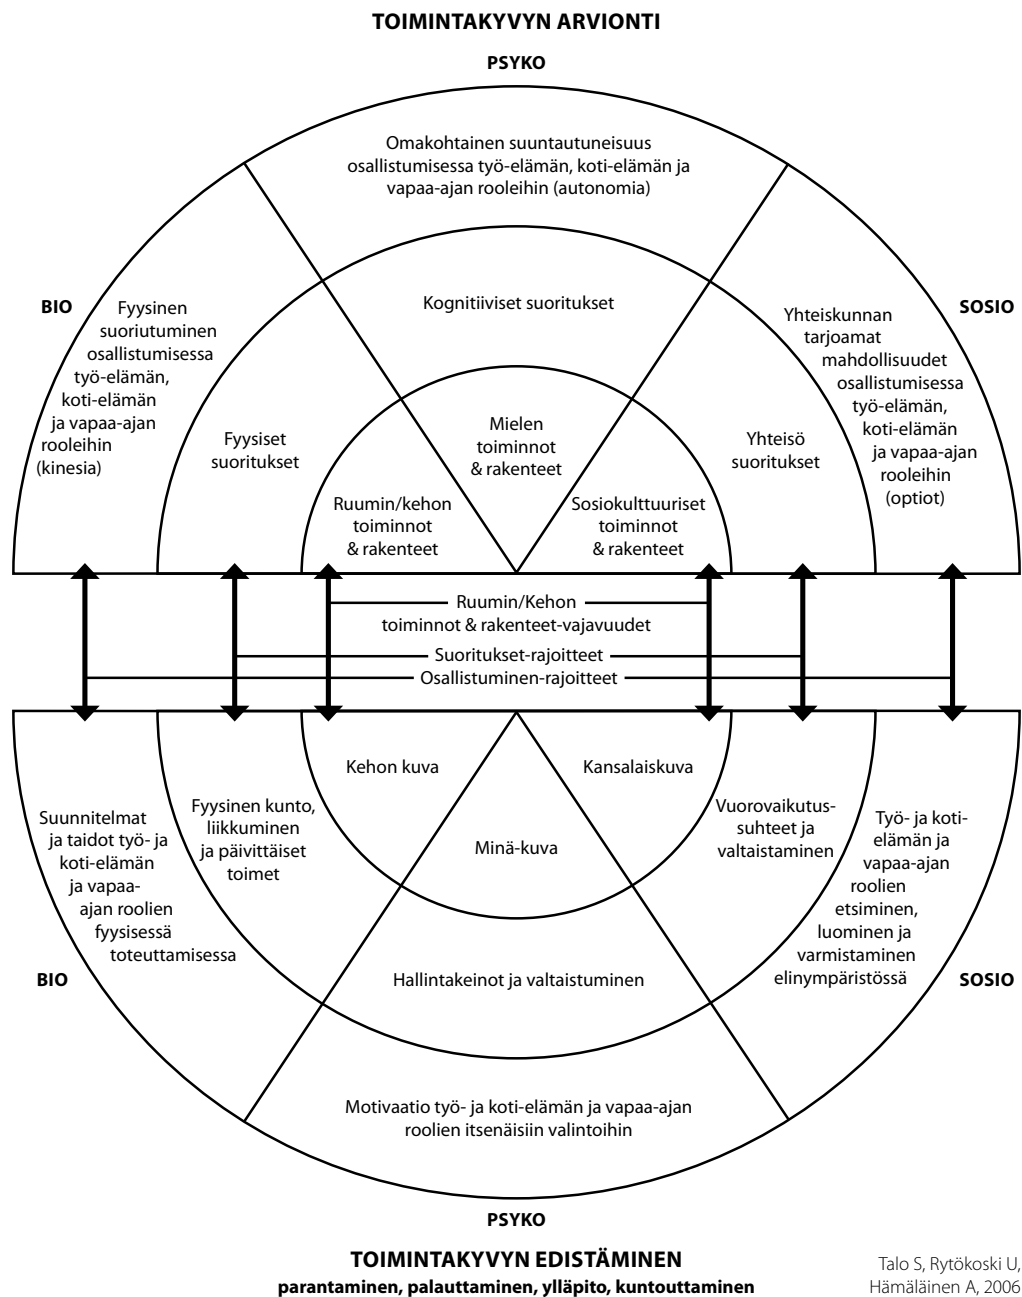 TOIMINTAKYVYN ARVIONTI
PSYKO
Omakohtainen suuntautuneisuus
osallistumisessa työ-elämän, koti-elämän ja
vapaa-ajan rooleihin (autonomia)
BIO
Fyysinen
suoriutuminen
osallistumisessa
työ-elämän,
koti-elämän
ja vapaa-ajan
rooleihin
(kinesia)
Kognitiiviset suoritukset
SOSIO
Yhteiskunnan
tarjoamat
mahdollisuudet
osallistumisessa
työ-elämän,
koti-elämän
ja vapaa-ajan
rooleihin
(optiot)
Fyysiset
suoritukset
Mielen
toiminnot
& rakenteet
Yhteisö
suoritukset
Ruumin/kehon
toiminnot
& rakenteet
Sosiokulttuuriset
toiminnot
& rakenteet
Ruumin/Kehon
toiminnot & rakenteet-vajavuudet
Suoritukset-rajoitteet
Osallistuminen-rajoitteet
Kehon kuva
Kansalaiskuva
Minä-kuva
Suunnitelmat
ja taidot työ- ja
koti-elämän
ja vapaa-
ajan roolien
fyysisessä
toteuttamisessa
Fyysinen kunto,
liikkuminen
ja päivittäiset
toimet
Vuorovaikutus-
suhteet ja
valtaistaminen
Työ- ja koti-
elämän ja
vapaa-ajan
roolien
etsiminen,
luominen ja
varmistaminen
elinympäristössä
BIO
Hallintakeinot ja valtaistuminen
SOSIO
Motivaatio työ- ja koti-elämän ja vapaa-ajan
roolien itsenäisiin valintoihin
PSYKO
TOIMINTAKYVYN EDISTÄMINEN
parantaminen, palauttaminen, ylläpito, kuntouttaminen
Talo S, Rytökoski U,
Hämäläinen A, 2006